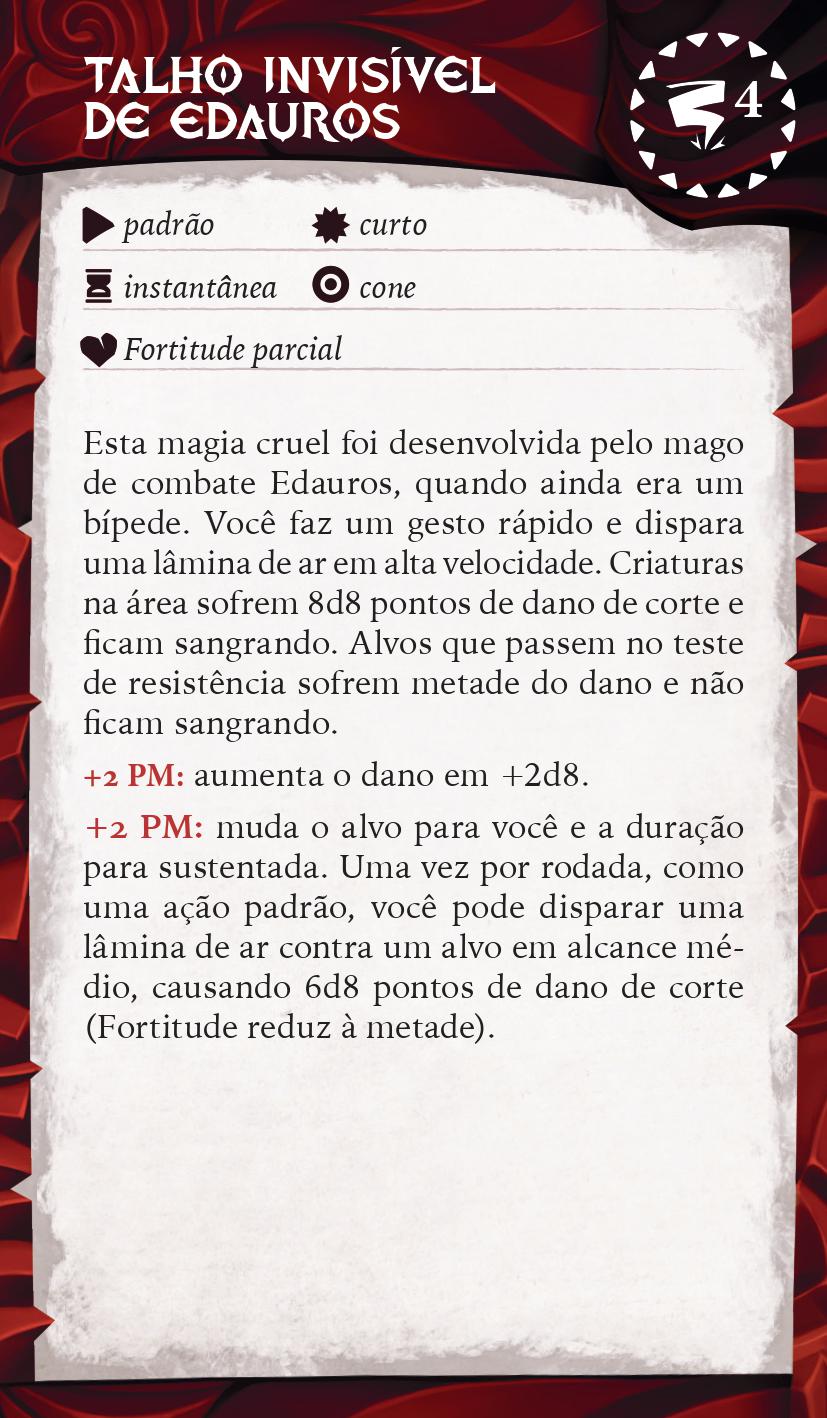 TALHO INVISÍVEL
DE EDAUROS
4
padrão curto
instantânea cone
Fortitude parcial
Esta magia cruel foi desenvolvida pelo mago
de combate Edauros, quando ainda era um
bípede. Você faz um gesto rápido e dispara
uma lâmina de ar em alta velocidade. Criaturas
na área sofrem 8d8 pontos de dano de corte e
ficam sangrando. Alvos que passem no teste
de resistência sofrem metade do dano e não
ficam sangrando.
+2 PM: aumenta o dano em +2d8.
+2 PM: muda o alvo para você e a duração
para sustentada. Uma vez por rodada, como
uma ação padrão, você pode disparar uma
lâmina de ar contra um alvo em alcance mé-
dio, causando 6d8 pontos de dano de corte
(Fortitude reduz à metade).